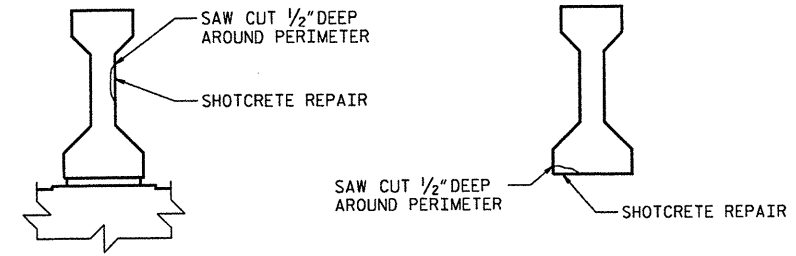 SAW CUT ½" DEEP
AROUND PERIMETER
SHOTCRETE REPAIR
SAW CUT ½" DEEP
AROUND PERIMETER
SHOTCRETE REPAIR